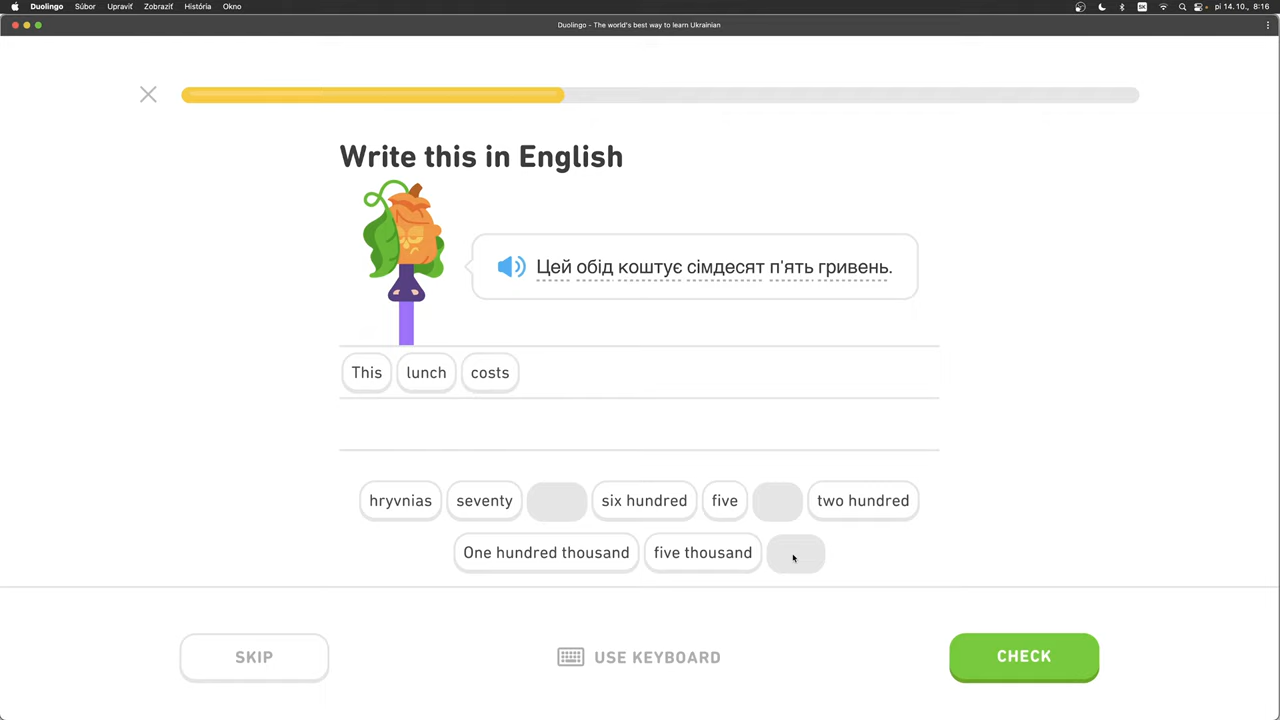 Duolingo Súbor Upraviť Zobraziť História Okno SK pi 14. 10., 8:16
Duolingo - The world's best way to learn Ukrainian
Write this in English
Цей обід коштує сімдесят п'ять гривень.
This lunch costs
hryvnias seventy six hundred five two hundred
One hundred thousand five thousand
SKIP USE KEYBOARD CHECK